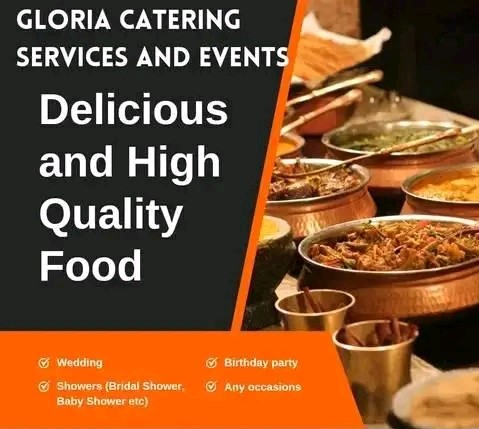 GLORIA CATERING
SERVICES AND EVENTS
Delicious
and High
Quality
Food
Wedding
Birthday party
Showers (Bridal Shower,
Baby Shower etc)
Any occasions